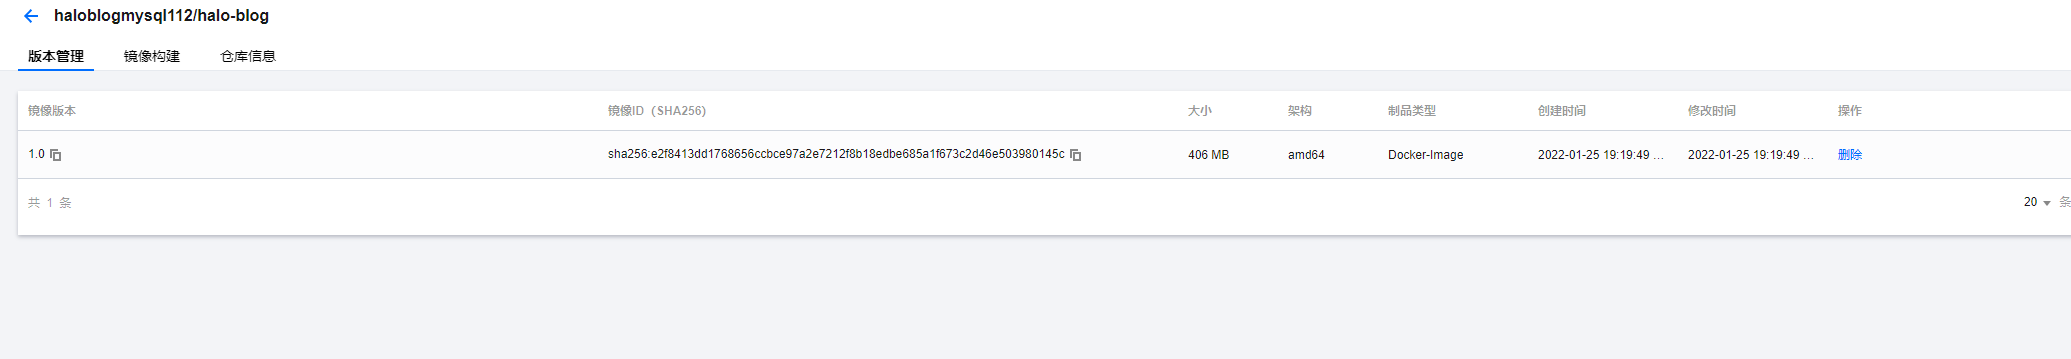 haloblogmysql112/halo-blog
版本管理 镜像构建 仓库信息
镜像版本 镜像ID（SHA256） 大小 架构 制品类型 创建时间 修改时间 操作
1.0 sha256:e2f8413dd1768656ccbce97a2e7212f8b18edbe685a1f673c2d46e503980145c 406 MB amd64 Docker-Image 2022-01-25 19:19:49 ... 2022-01-25 19:19:49 ... 删除
共 1 条 20 条